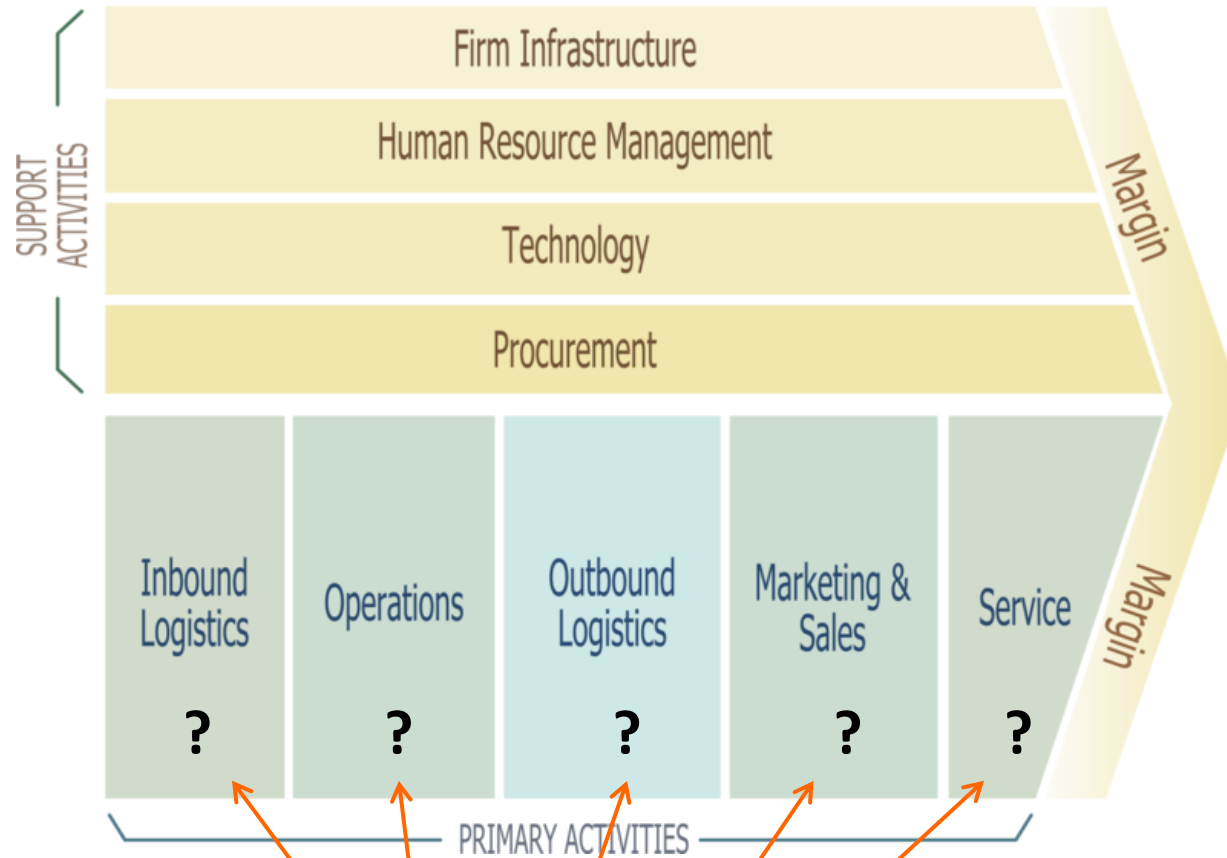 Firm Infrastructure
Human Resource Management
Technology
Procurement
SUPPORT
ACTIVITIES
Margin
Inbound
Logistics
?
Operations
?
Outbound
Logistics
?
Marketing &
Sales
?
Service
?
Margin
PRIMARY ACTIVITIES